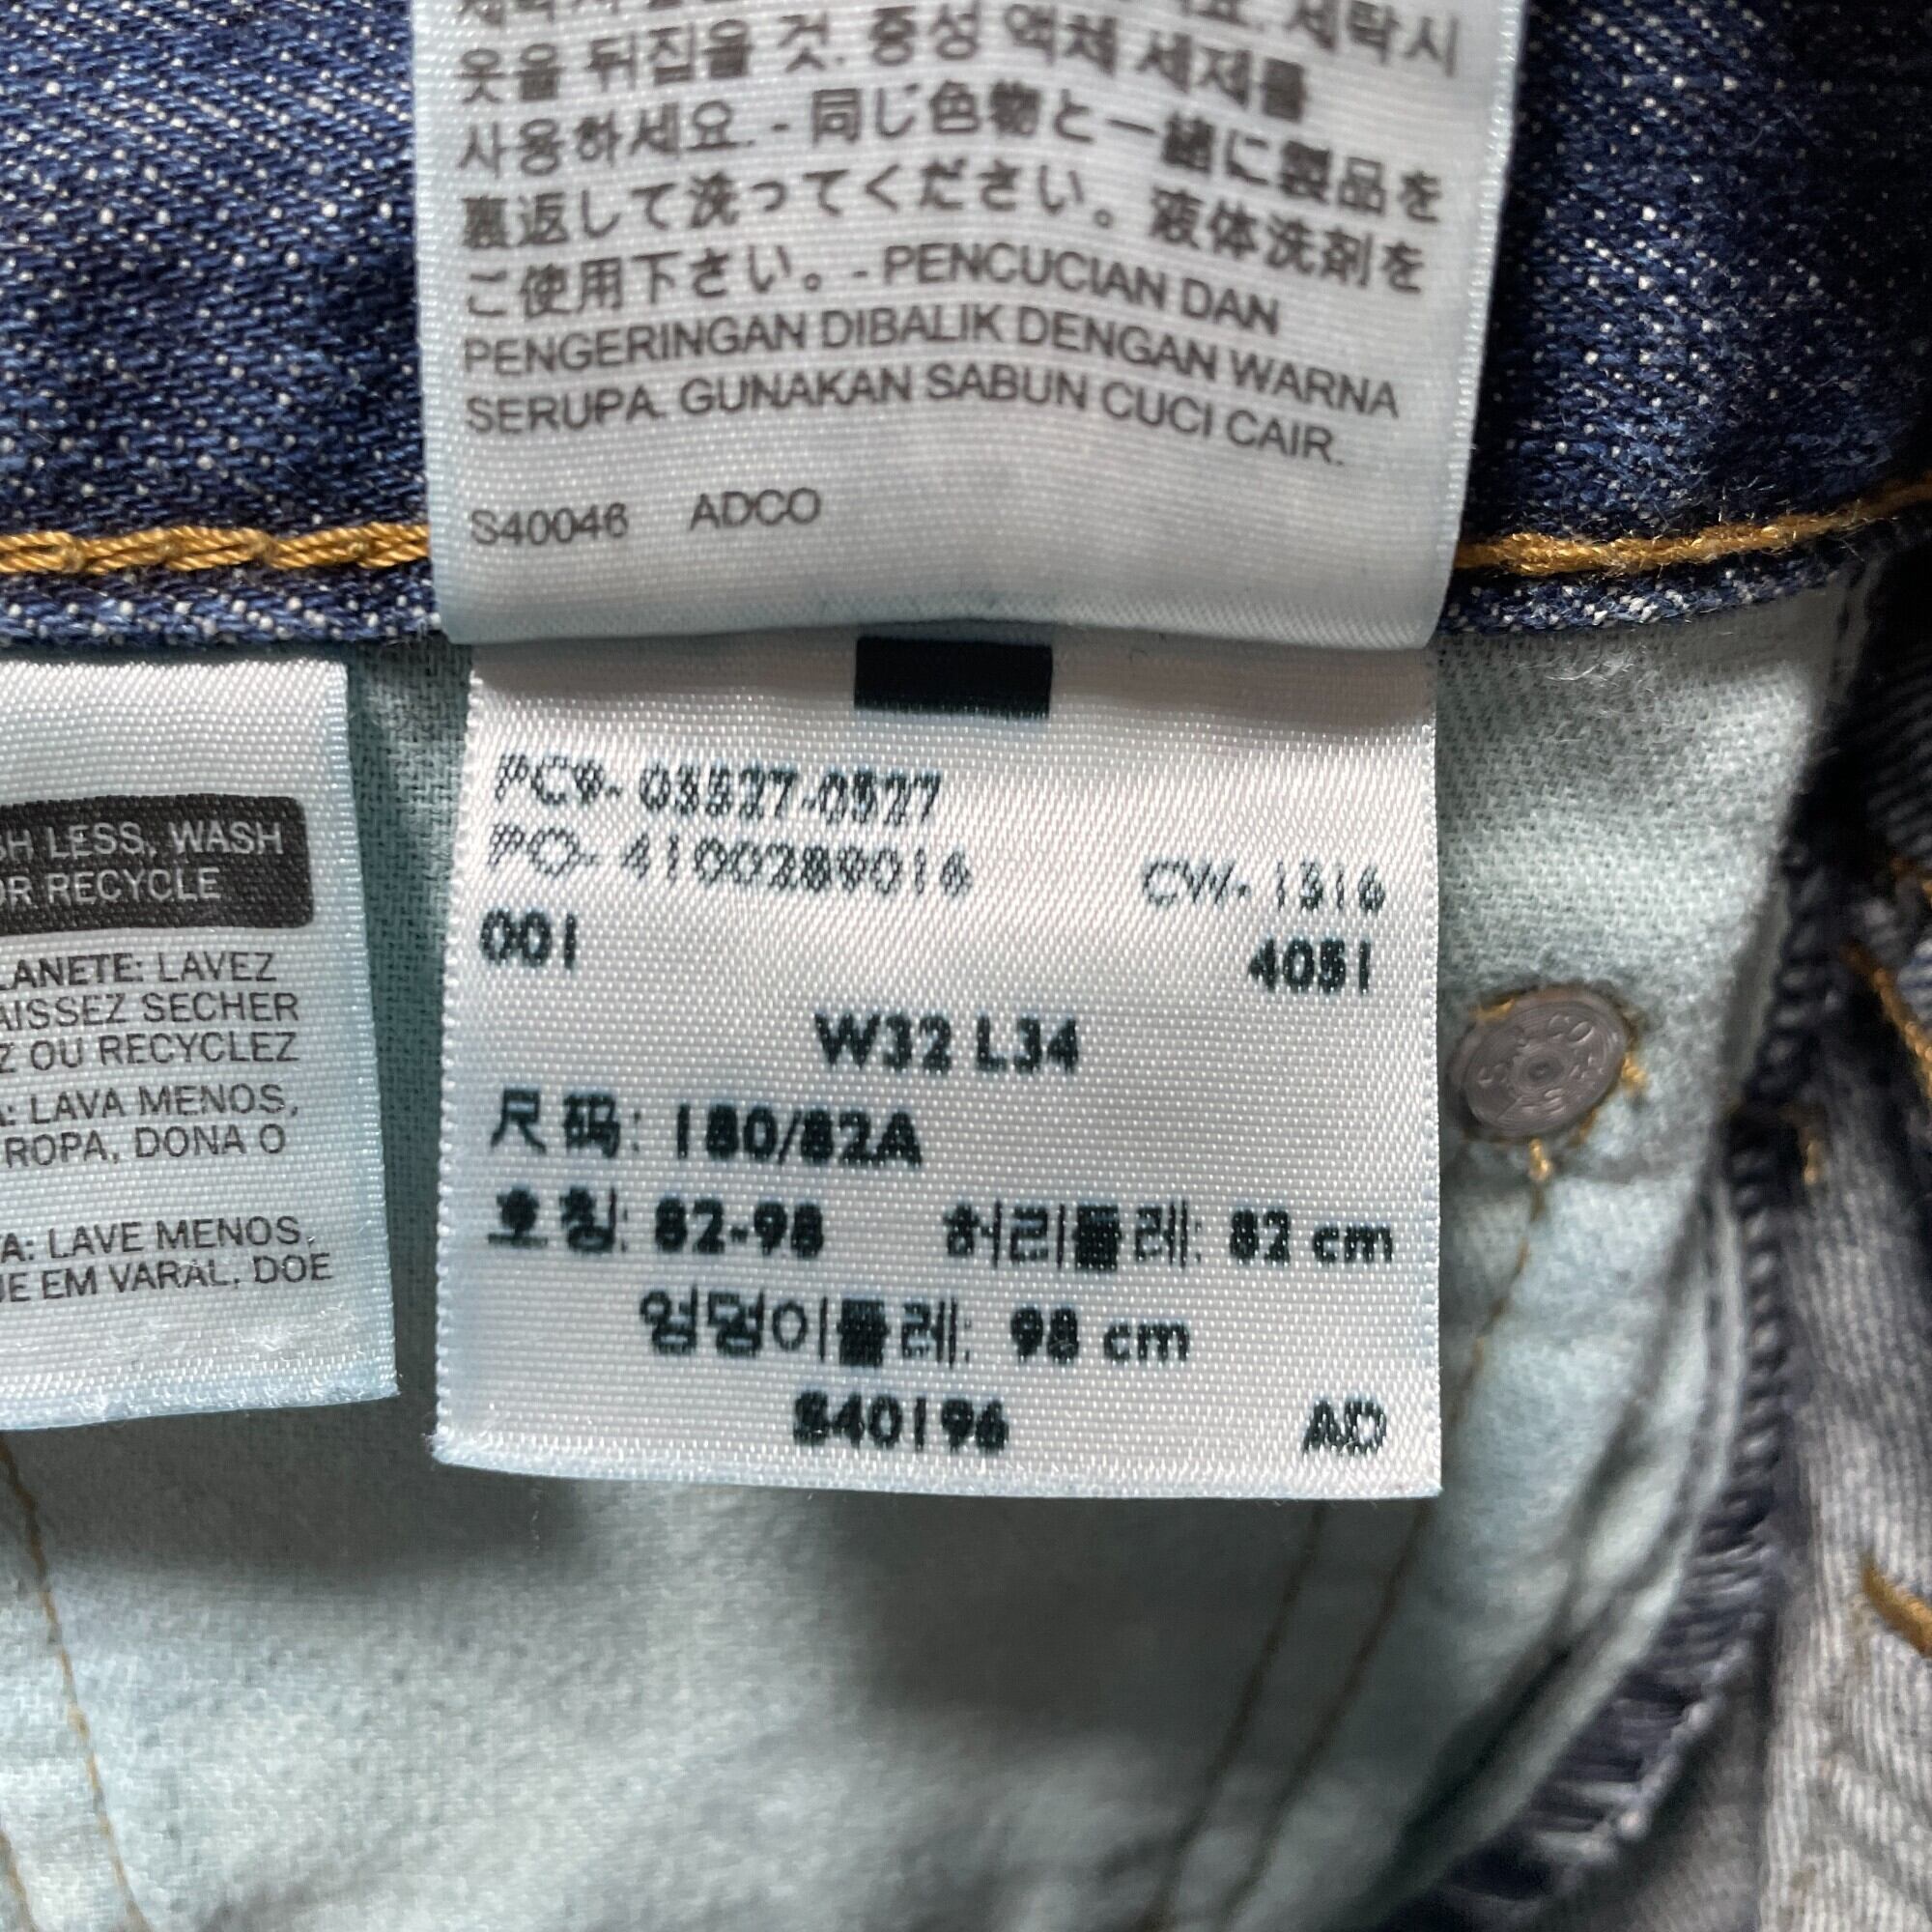 옷을 뒤집을 것. 중성 액체 세제를
사용하세요. - 同じ色物と一緒に製品を
裏返して洗ってください。液体洗剤を
ご使用下さい。- PENCUCIAN DAN
PENGERINGAN DIBALIK DENGAN WARNA
SERUPA. GUNAKAN SABUN CUCI CAIR.
S40046 ADCO
SH LESS, WASH
OR RECYCLE
LANETE: LAVEZ
AISSEZ SECHER
Z OU RECYCLEZ
A: LAVA MENOS,
ROPA, DONA O
A: LAVE MENOS,
UE EM VARAL, DOE
PC9- 03527-0527
PO- 4100289016 CW- 1316
001 4051
W32 L34
尺码: 180/82A
호칭: 82-98 허리둘레: 82 cm
엉덩이둘레: 98 cm
S40196 AD